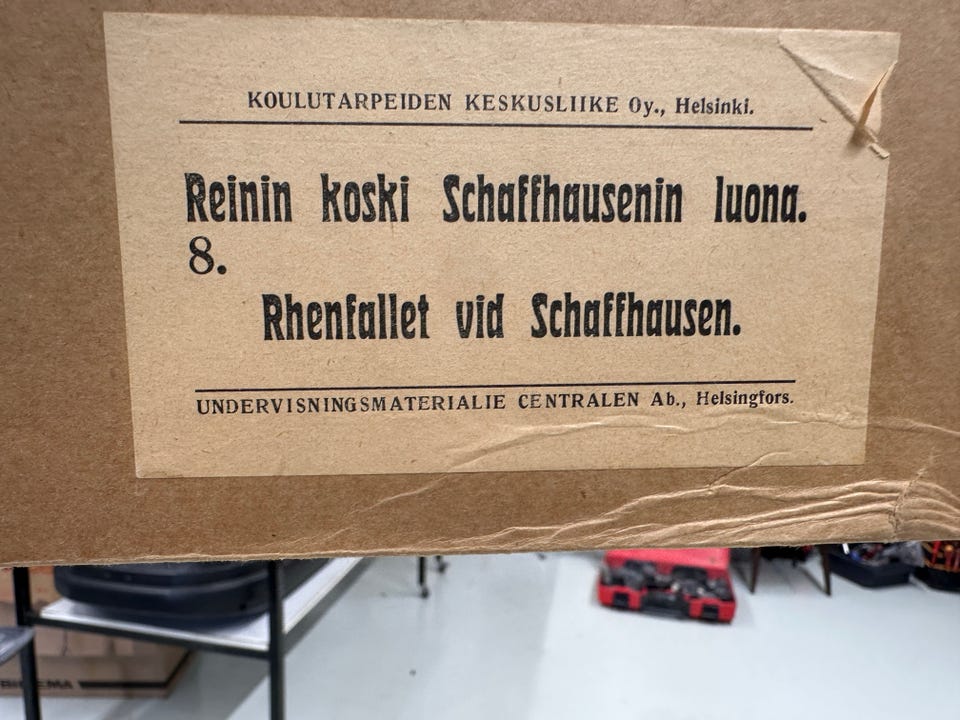 KOULUTARPEIDEN KESKUSLIIKE Oy., Helsinki.
Reinin koski Schaffhausenin luona.
8.
Rhenfallet vid Schaffhausen.
UNDERVISNINGSMATERIALIE CENTRALEN Ab., Helsingfors.